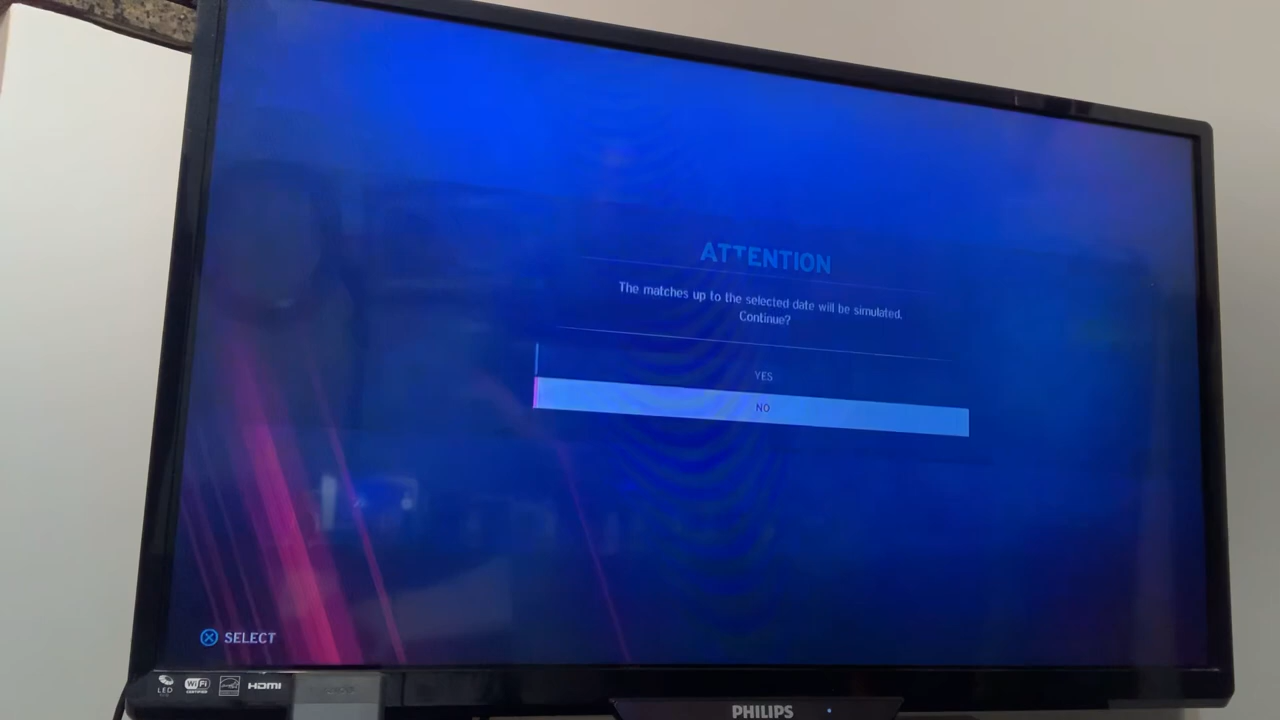 ATTENTION
The matches up to the selected date will be simulated.
Continue?
YES
NO
SELECT
LED
WiFi
CERTIFIED
HDMI
PHILIPS